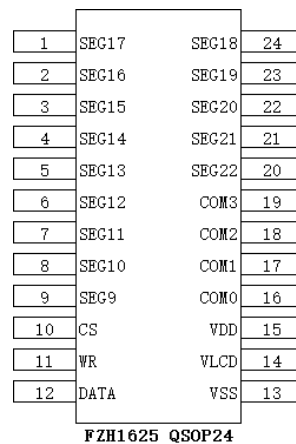 1 SEG17 SEG18 24
2 SEG16 SEG19 23
3 SEG15 SEG20 22
4 SEG14 SEG21 21
5 SEG13 SEG22 20
6 SEG12 COM3 19
7 SEG11 COM2 18
8 SEG10 COM1 17
9 SEG9 COM0 16
10 CS VDD 15
11 WR VLCD 14
12 DATA VSS 13
FZH1625 QSOP24